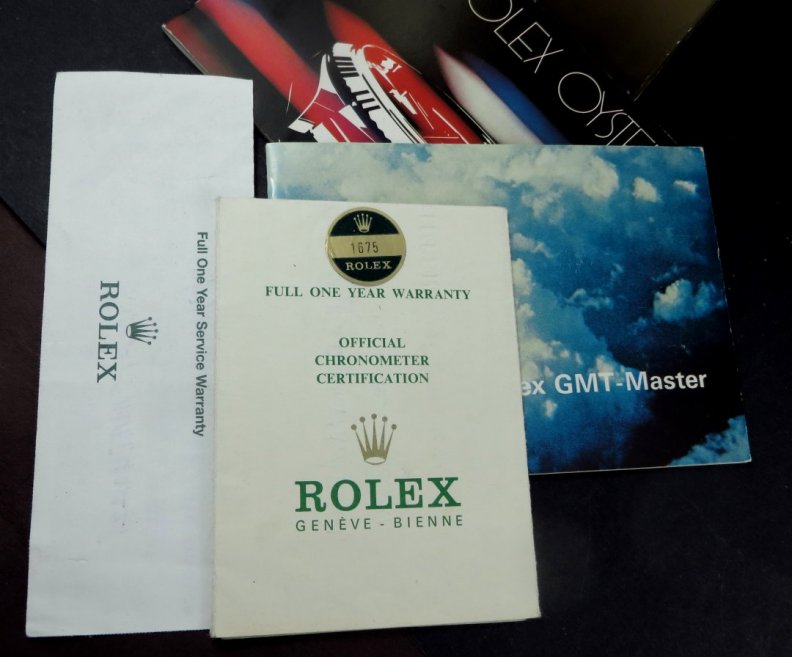 ROLEX OYSTE
ex GMT-Master
Full One Year Service Warranty
ROLEX
1675
ROLEX
FULL ONE YEAR WARRANTY
OFFICIAL
CHRONOMETER
CERTIFICATION
ROLEX
GENÈVE - BIENNE